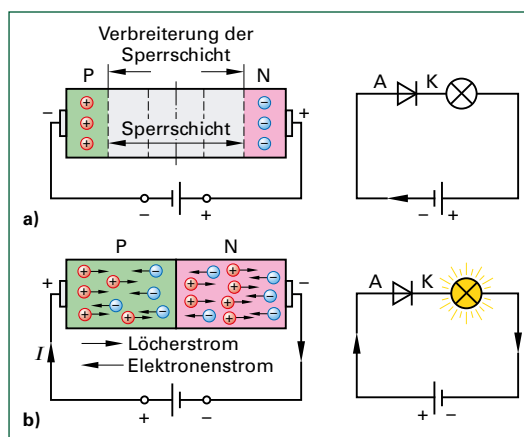 Verbreiterung der
Sperrschicht
P N
− +
Sperrschicht
− +
a)
A K
− +
P N
+ −
I
Löcherstrom
Elektronenstrom
+ −
b)
A K
+ −